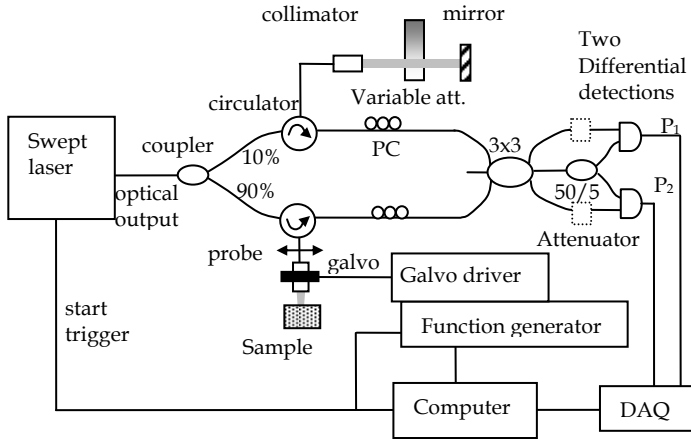 collimator
mirror
Two
Differential
detections
circulator
Variable att.
P1
Swept
laser
coupler
10%
PC
3x3
90%
optical
output
50/5
P2
Attenuator
probe
galvo
Galvo driver
start
trigger
Sample
Function generator
Computer
DAQ